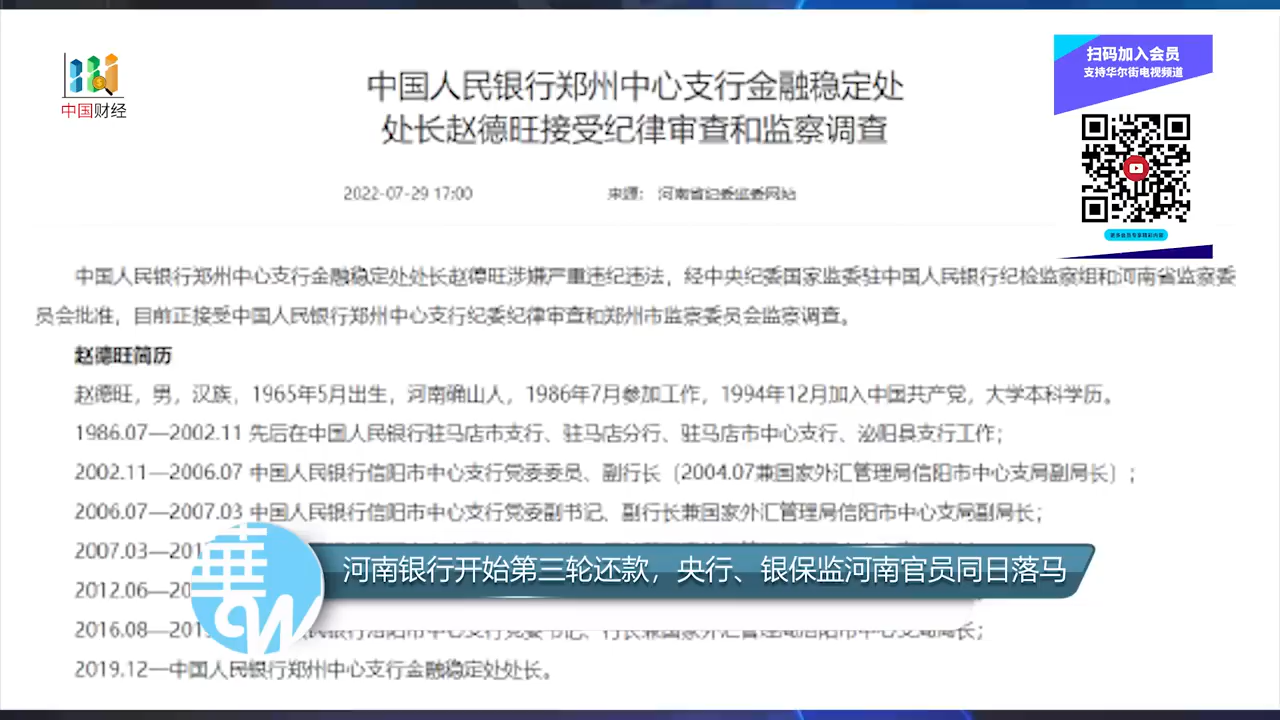 中国财经
扫码加入会员
支持华尔街电视频道
中国人民银行郑州中心支行金融稳定处
处长赵德旺接受纪律审查和监察调查
2022-07-29 17:00 来源： 河南省纪委监委网站
中国人民银行郑州中心支行金融稳定处处长赵德旺涉嫌严重违纪违法，经中央纪委国家监委驻中国人民银行纪检监察组和河南省监察委
员会批准，目前正接受中国人民银行郑州中心支行纪委纪律审查和郑州市监察委员会监察调查。
赵德旺简历
赵德旺，男，汉族，1965年5月出生，河南确山人，1986年7月参加工作，1994年12月加入中国共产党，大学本科学历。
1986.07—2002.11 先后在中国人民银行驻马店市支行、驻马店分行、驻马店市中心支行、泌阳县支行工作；
2002.11—2006.07 中国人民银行信阳市中心支行党委委员、副行长（2004.07兼国家外汇管理局信阳市中心支局副局长）；
2006.07—2007.03 中国人民银行信阳市中心支行党委副书记、副行长兼国家外汇管理局信阳市中心支局副局长；
2007.03—201
華
河南银行开始第三轮还款，央行、银保监河南官员同日落马
2012.06—20
2016.08—201
2019.12—中国人民银行郑州中心支行金融稳定处处长。